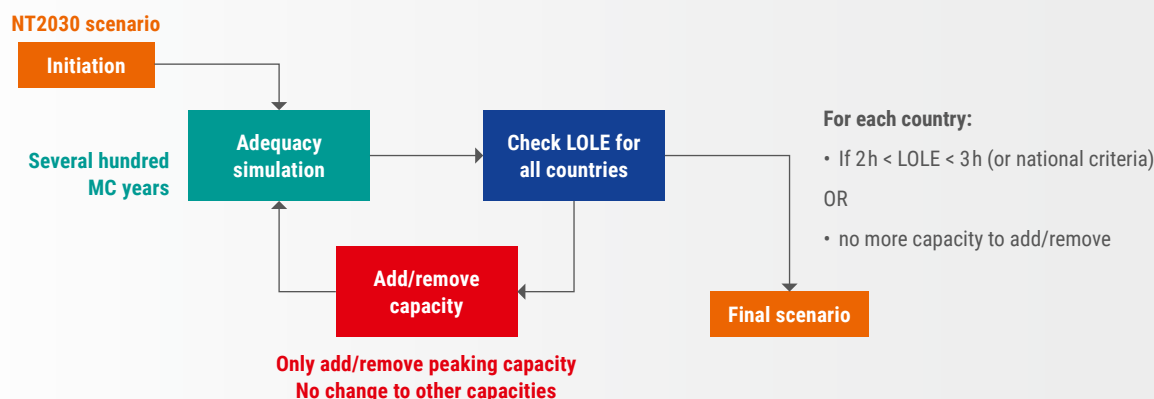 NT2030 scenario
Initiation
Several hundred
MC years
Adequacy
simulation
Check LOLE for
all countries
Add/remove
capacity
Only add/remove peaking capacity
No change to other capacities
For each country:
• If 2h < LOLE < 3h (or national criteria)
OR
• no more capacity to add/remove
Final scenario